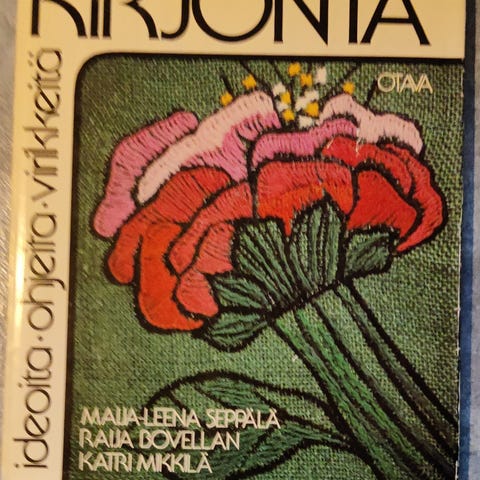 KIRJONTA
ideoita·ohjeita·virikkeitä
OTAVA
MAIJA-LEENA SEPPÄLÄ
RAIJA BOVELLAN
KATRI MIKKILÄ